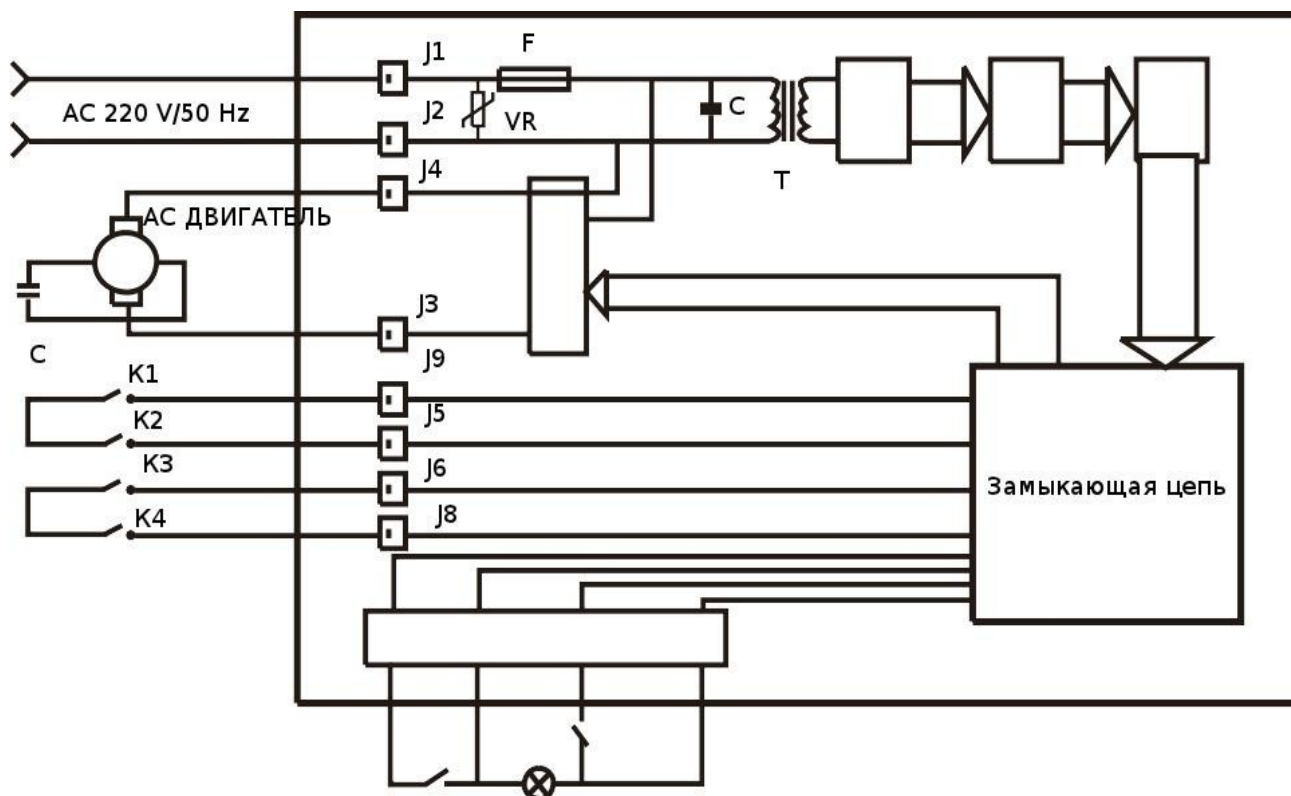 J1
F
AC 220 V/50 Hz
J2
VR
C
J4
T
АС ДВИГАТЕЛЬ
J3
C
J9
K1
J5
K2
K3
J6
Замыкающая цепь
K4
J8